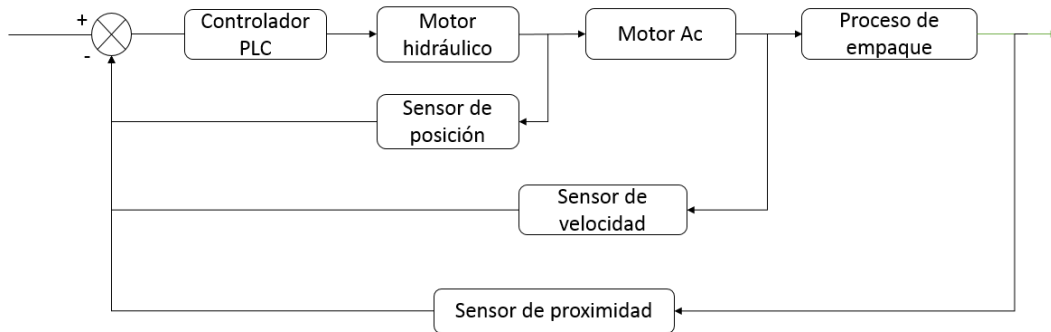 +
-
Controlador
PLC
Motor
hidráulico
Motor Ac
Proceso de
empaque
Sensor de
posición
Sensor de
velocidad
Sensor de proximidad